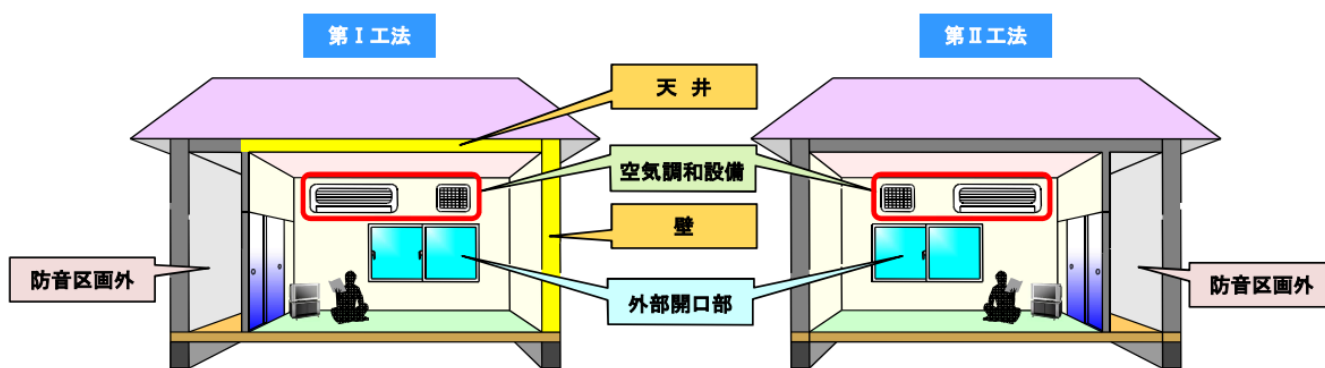 第Ⅰ工法
第Ⅱ工法
天 井
空気調和設備
壁
防音区画外
外部開口部
防音区画外